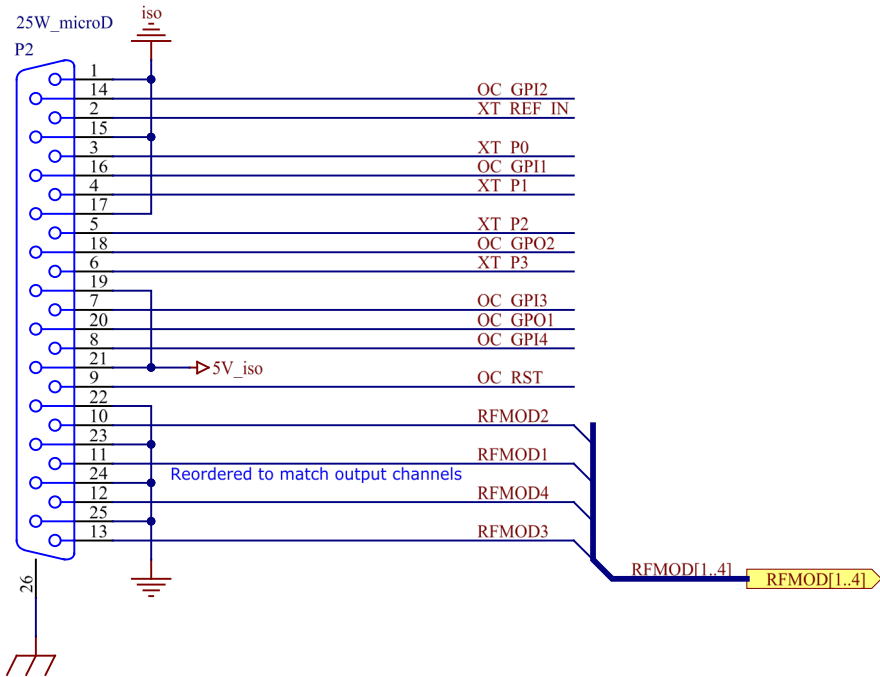 iso
25W_microD
P2
1
14 OC_GPI2
2 XT_REF_IN
15
3 XT_P0
16 OC_GPI1
4 XT_P1
17
5 XT_P2
18 OC_GPO2
6 XT_P3
19
7 OC_GPI3
20 OC_GPO1
8 OC_GPI4
21 5V_iso
9 OC_RST
22
10 RFMOD2
23
11 RFMOD1
24 Reordered to match output channels
12 RFMOD4
25
13 RFMOD3
RFMOD[1..4] RFMOD[1..4]
26